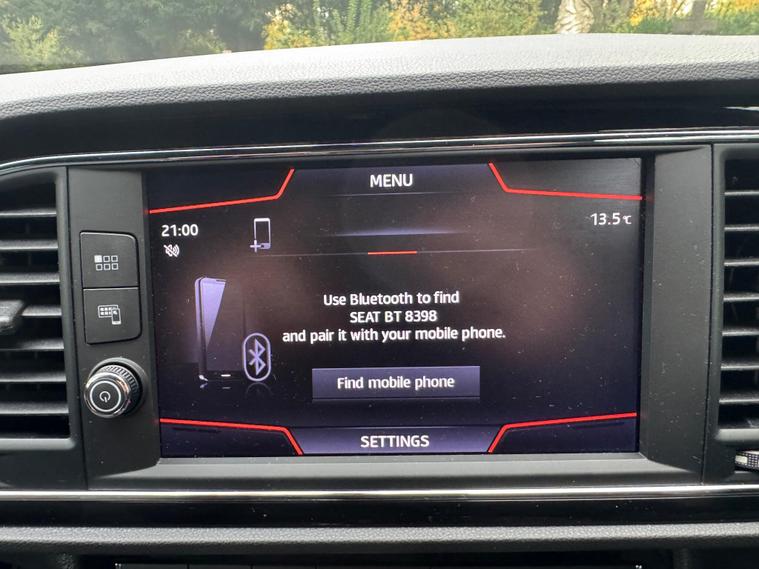 MENU
21:00
13.5°C
Use Bluetooth to find
SEAT BT 8398
and pair it with your mobile phone.
Find mobile phone
SETTINGS